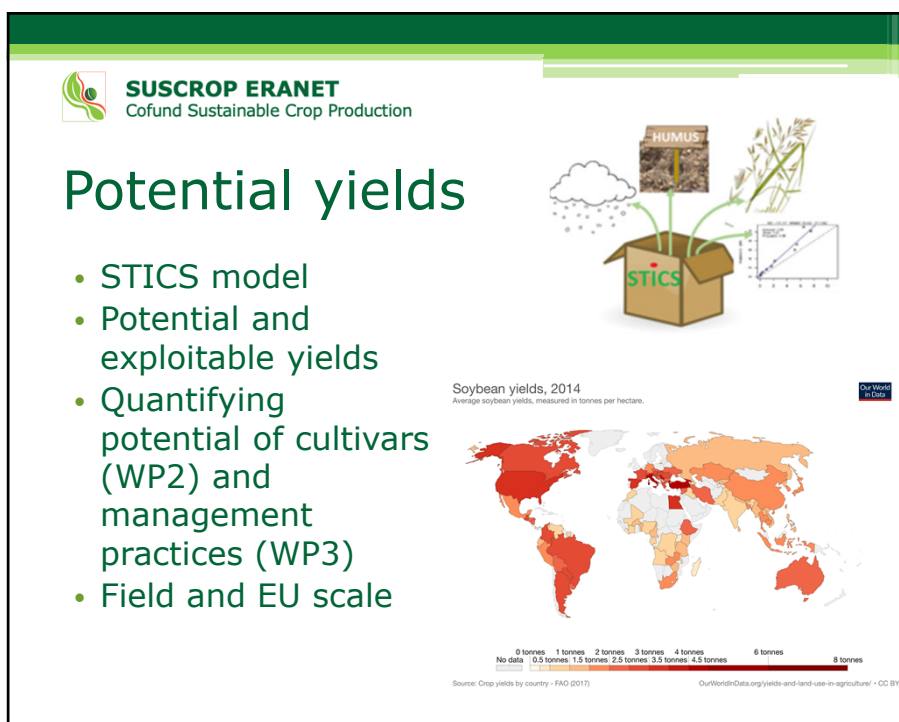 SUSCROP ERANET
Cofund Sustainable Crop Production
Potential yields
• STICS model
• Potential and
exploitable yields
• Quantifying
potential of cultivars
(WP2) and
management
practices (WP3)
• Field and EU scale
HUMUS
STICS
Soybean yields, 2014
Average soybean yields, measured in tonnes per hectare.
Our World
in Data
0 tonnes 1 tonnes 2 tonnes 3 tonnes 4 tonnes 6 tonnes
No data 0.5 tonnes 1.5 tonnes 2.5 tonnes 3.5 tonnes 4.5 tonnes 8 tonnes
Source: Crop yields by country - FAO (2017) OurWorldInData.org/yields-and-land-use-in-agriculture/ • CC BY